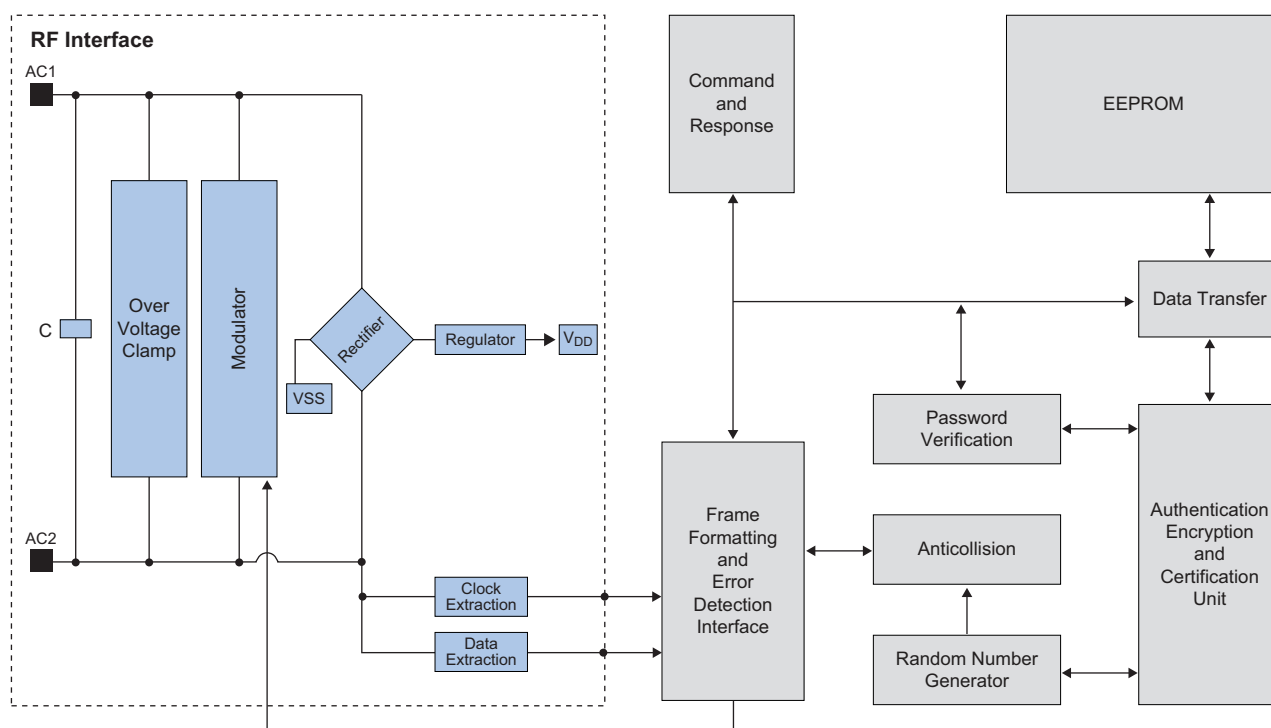 RF Interface
AC1
C
Over
Voltage
Clamp
Modulator
VSS
Rectifier
Regulator
VDD
AC2
Clock
Extraction
Data
Extraction
Command
and
Response
EEPROM
Data Transfer
Password
Verification
Frame
Formatting
and
Error
Detection
Interface
Anticollision
Random Number
Generator
Authentication
Encryption
and
Certification
Unit